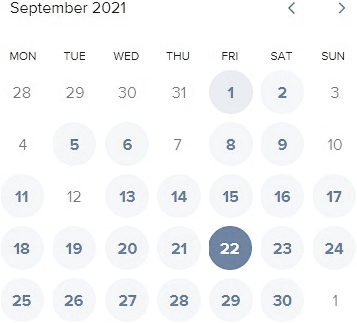 September 2021
MON TUE WED THU FRI SAT SUN
28 29 30 31 1 2 3
4 5 6 7 8 9 10
11 12 13 14 15 16 17
18 19 20 21 22 23 24
25 26 27 28 29 30 1